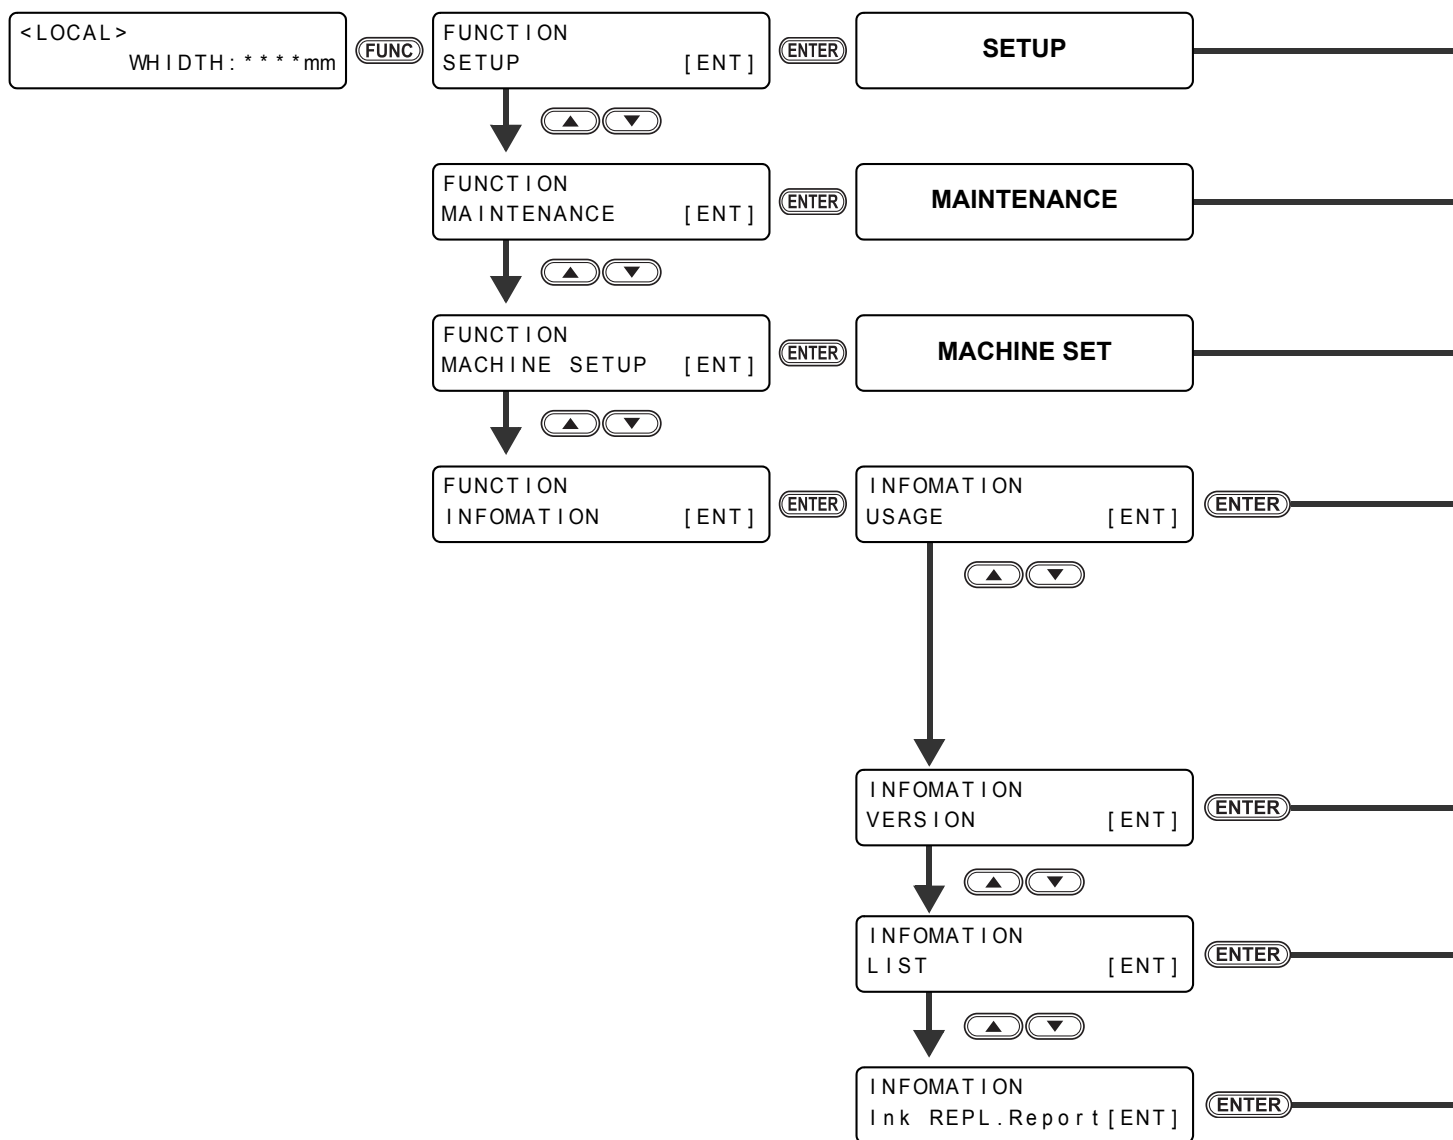 <LOCAL>
WHIDTH:****mm
FUNC
FUNCTION
SETUP [ENT]
ENTER
SETUP
FUNCTION
MAINTENANCE [ENT]
ENTER
MAINTENANCE
FUNCTION
MACHINE SETUP [ENT]
ENTER
MACHINE SET
FUNCTION
INFOMATION [ENT]
ENTER
INFOMATION
USAGE [ENT]
ENTER
INFOMATION
VERSION [ENT]
ENTER
INFOMATION
LIST [ENT]
ENTER
INFOMATION
Ink REPL.Report[ENT]
ENTER